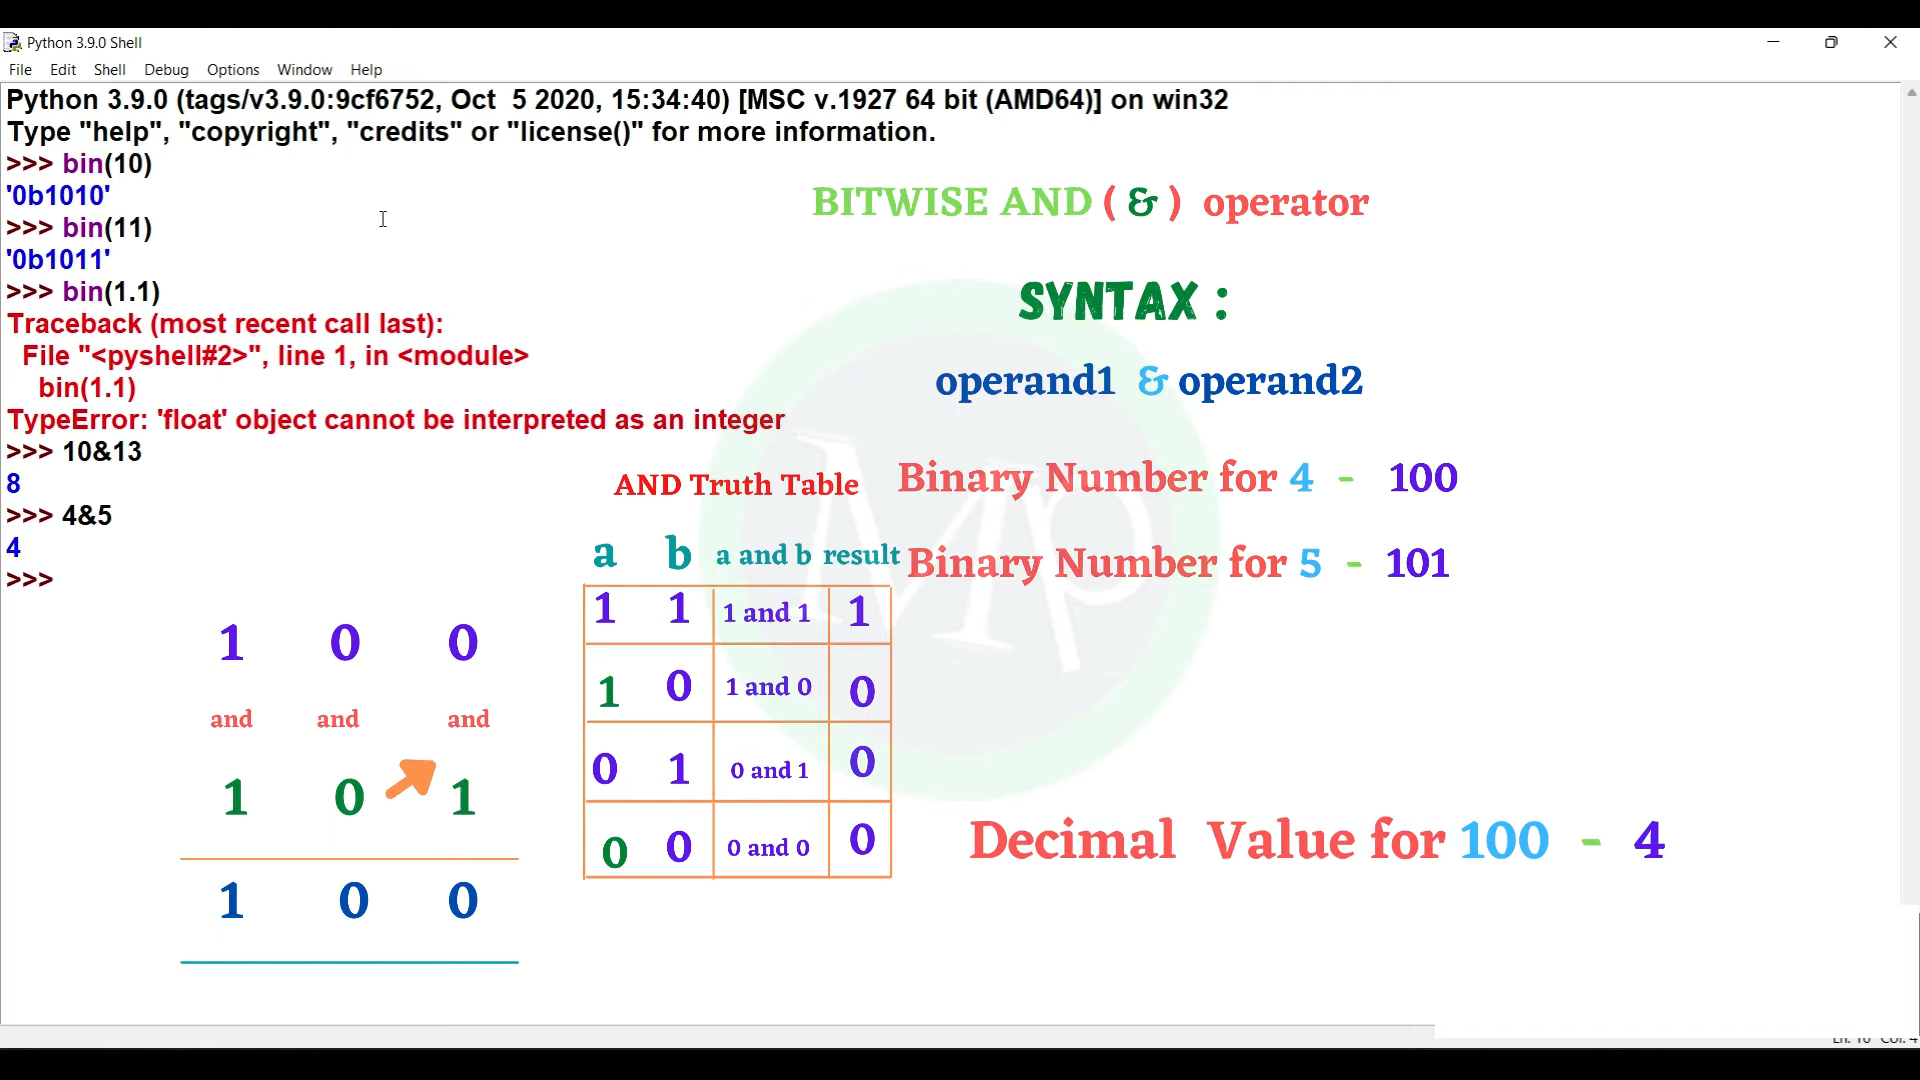 Python 3.9.0 Shell
File Edit Shell Debug Options Window Help
Python 3.9.0 (tags/v3.9.0:9cf6752, Oct  5 2020, 15:34:40) [MSC v.1927 64 bit (AMD64)] on win32
Type "help", "copyright", "credits" or "license()" for more information.
>>> bin(10)
'0b1010'
>>> bin(11)
'0b1011'
>>> bin(1.1)
Traceback (most recent call last):
  File "<pyshell#2>", line 1, in <module>
    bin(1.1)
TypeError: 'float' object cannot be interpreted as an integer
>>> 10&13
8
>>> 4&5
4
>>>
BITWISE AND ( & ) operator
SYNTAX :
operand1 & operand2
Binary Number for 4 - 100
Binary Number for 5 - 101
1 0 0
and and and
1 0 1
1 0 0
AND Truth Table
a b a and b result
1 1 1 and 1 1
1 0 1 and 0 0
0 1 0 and 1 0
0 0 0 and 0 0
Decimal Value for 100 - 4
Mp